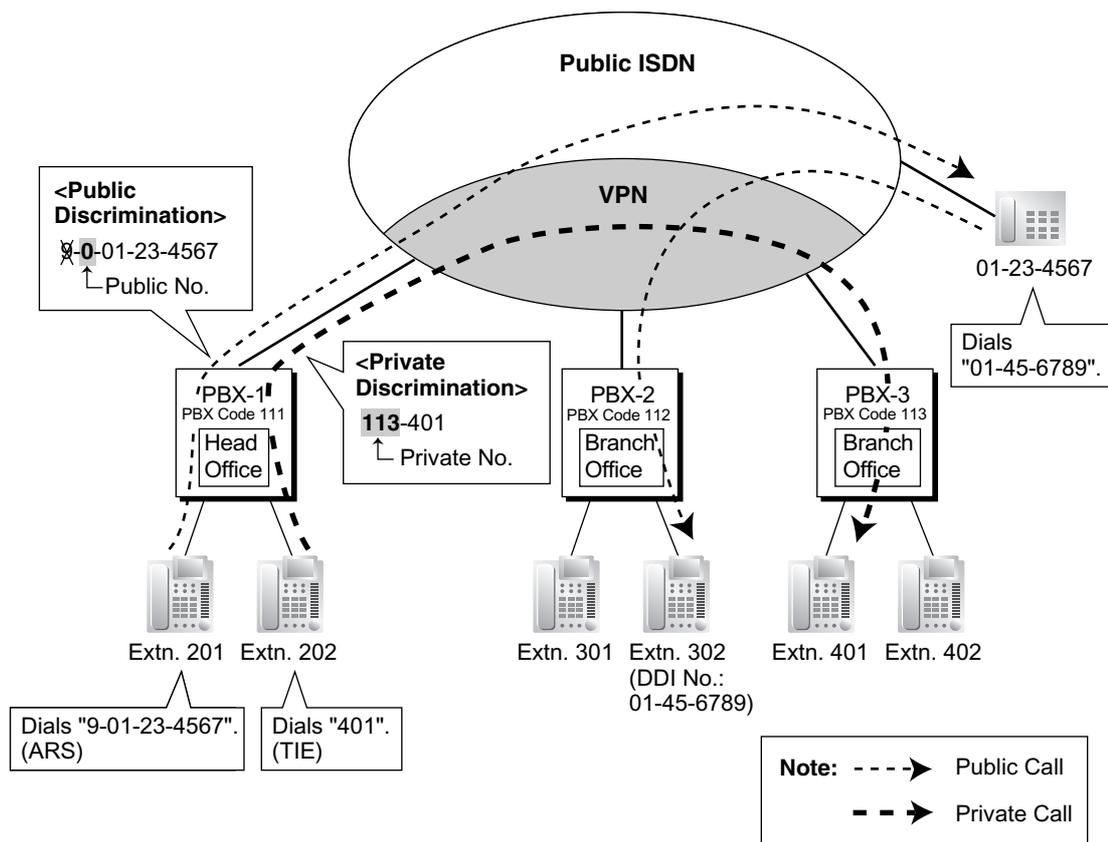 Public ISDN
VPN
<Public
Discrimination>
9-0-01-23-4567
Public No.
01-23-4567
Dials
"01-45-6789".
<Private
Discrimination>
113-401
Private No.
PBX-1
PBX Code 111
Head
Office
PBX-2
PBX Code 112
Branch
Office
PBX-3
PBX Code 113
Branch
Office
Extn. 201
Extn. 202
Extn. 301
Extn. 302
(DDI No.:
01-45-6789)
Extn. 401
Extn. 402
Dials "9-01-23-4567".
(ARS)
Dials "401".
(TIE)
Note:
Public Call
Private Call